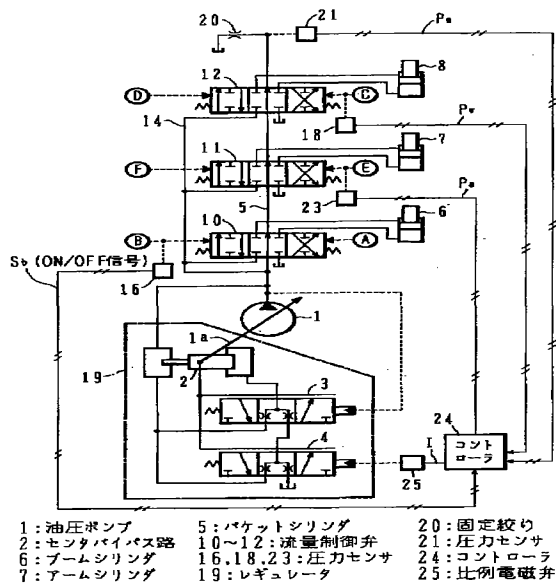 20
21
Ps
8
12
D
C
14
18
Pv
7
11
F
E
5
23
Pa
6
10
B
A
Sb (ON/OFF信号)
16
1
1a
19
2
3
4
24
コント
ローラ
I
25
1:油圧ポンプ 5:バケットシリンダ 20:固定絞り
2:センタバイパス路 10~12:流量制御弁 21:圧力センサ
6:ブームシリンダ 16,18,23:圧力センサ 24:コントローラ
7:アームシリンダ 19:レギュレータ 25:比例電磁弁